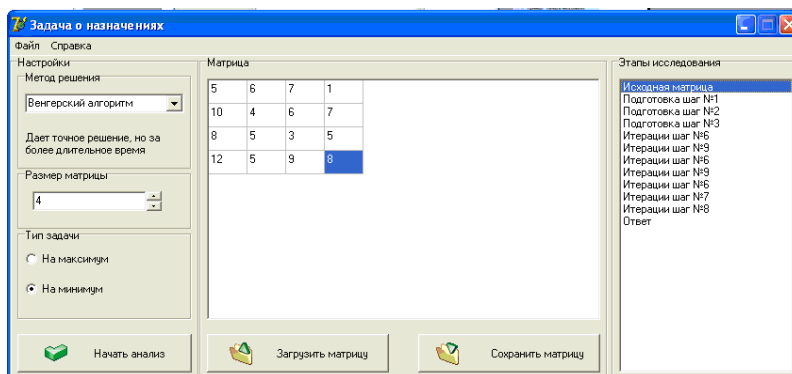 Задача о назначениях
Файл Справка
Настройки
Метод решения
Венгерский алгоритм
Дает точное решение, но за
более длительное время
Размер матрицы
4
Тип задачи
На максимум
На минимум
Начать анализ
Матрица
5 6 7 1
10 4 6 7
8 5 3 5
12 5 9 8
Загрузить матрицу
Сохранить матрицу
Этапы исследования
Исходная матрица
Подготовка шаг №1
Подготовка шаг №2
Подготовка шаг №3
Итерации шаг №6
Итерации шаг №9
Итерации шаг №6
Итерации шаг №9
Итерации шаг №6
Итерации шаг №7
Итерации шаг №8
Ответ